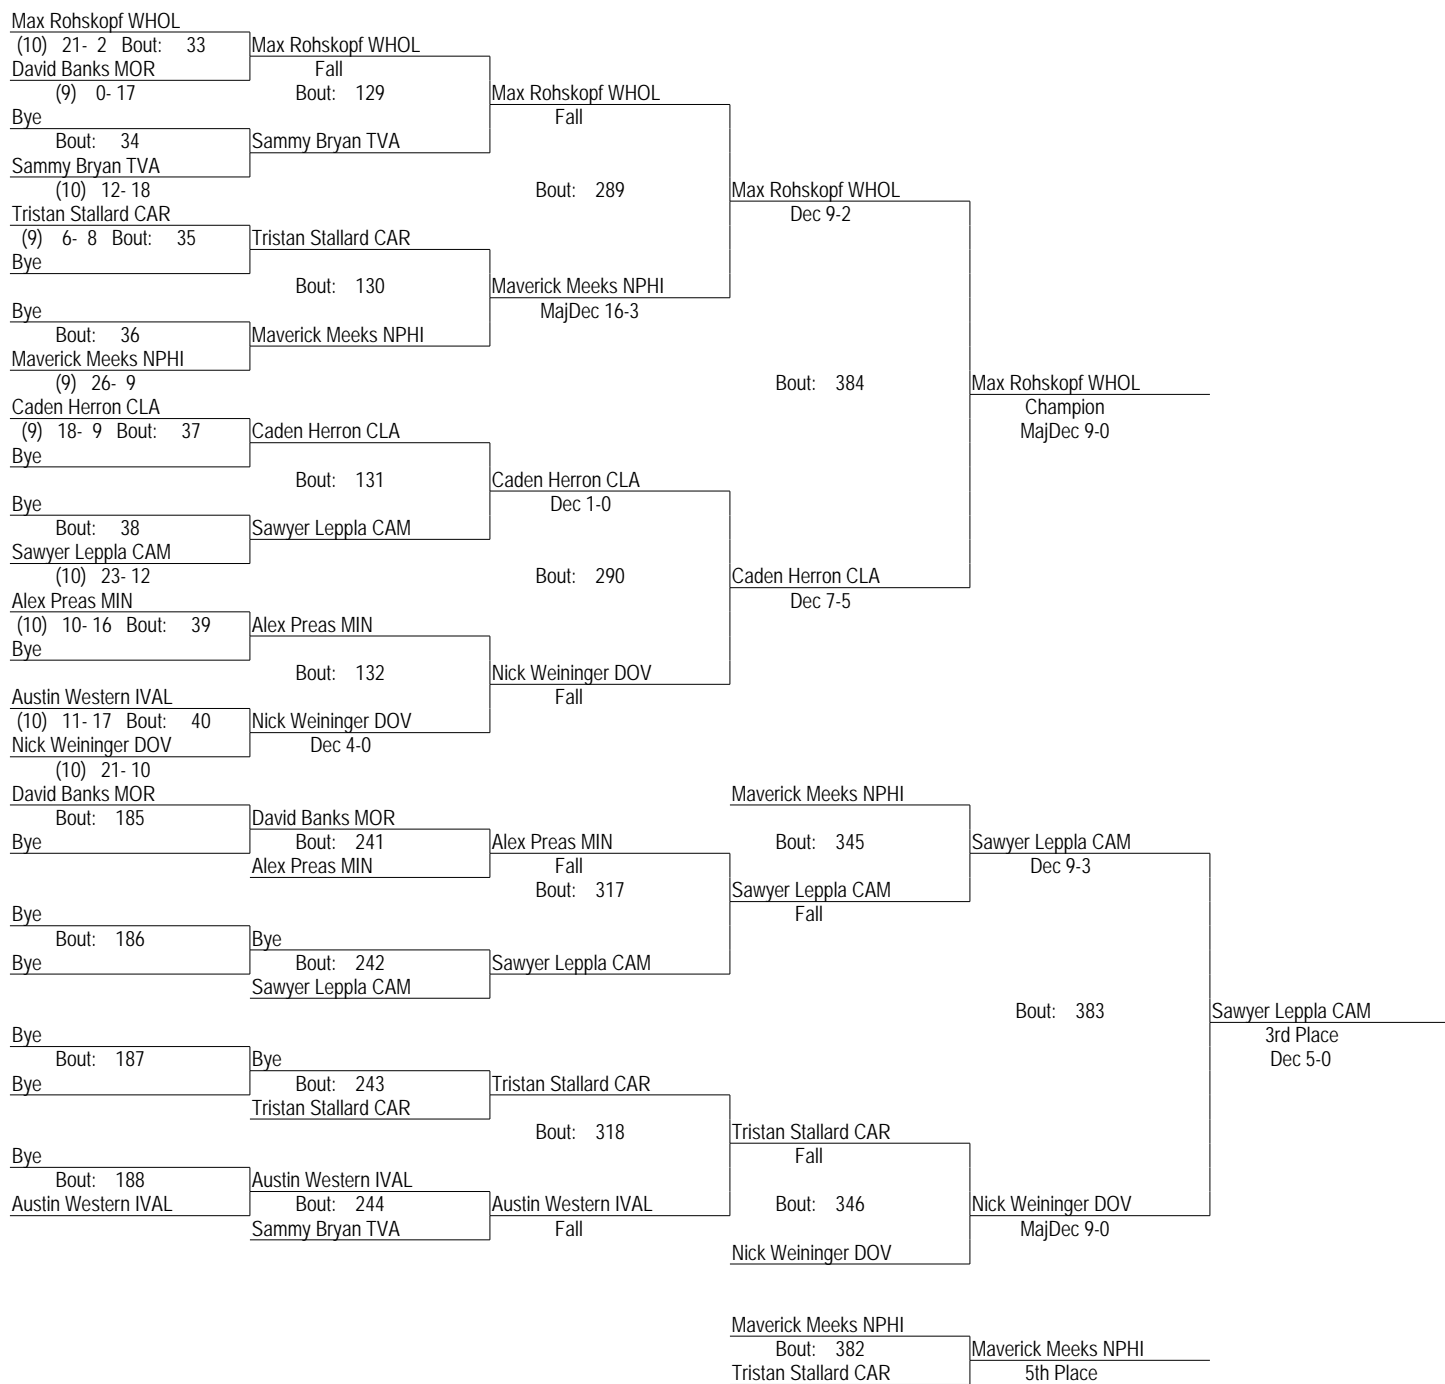 Max Rohskopf WHOL
(10) 21- 2 Bout: 33
Max Rohskopf WHOL
David Banks MOR
Fall
(9) 0- 17
Bout: 129
Max Rohskopf WHOL
Bye
Fall
Bout: 34
Sammy Bryan TVA
Sammy Bryan TVA
(10) 12- 18
Bout: 289
Max Rohskopf WHOL
Tristan Stallard CAR
Dec 9-2
(9) 6- 8 Bout: 35
Tristan Stallard CAR
Bye
Bout: 130
Maverick Meeks NPHI
Bye
MajDec 16-3
Bout: 36
Maverick Meeks NPHI
Maverick Meeks NPHI
(9) 26- 9
Bout: 384
Max Rohskopf WHOL
Caden Herron CLA
Champion
(9) 18- 9 Bout: 37
Caden Herron CLA
MajDec 9-0
Bye
Bout: 131
Caden Herron CLA
Bye
Dec 1-0
Bout: 38
Sawyer Leppla CAM
Sawyer Leppla CAM
(10) 23- 12
Bout: 290
Caden Herron CLA
Alex Preas MIN
Dec 7-5
(10) 10- 16 Bout: 39
Alex Preas MIN
Bye
Bout: 132
Nick Weininger DOV
Austin Western IVAL
Fall
(10) 11- 17 Bout: 40
Nick Weininger DOV
Nick Weininger DOV
Dec 4-0
(10) 21- 10
David Banks MOR
Maverick Meeks NPHI
Bout: 185
David Banks MOR
Bye
Bout: 241
Alex Preas MIN
Bout: 345
Sawyer Leppla CAM
Alex Preas MIN
Fall
Dec 9-3
Bout: 317
Sawyer Leppla CAM
Bye
Fall
Bout: 186
Bye
Bye
Bout: 242
Sawyer Leppla CAM
Sawyer Leppla CAM
Bout: 383
Sawyer Leppla CAM
Bye
3rd Place
Bout: 187
Bye
Dec 5-0
Bye
Bout: 243
Tristan Stallard CAR
Tristan Stallard CAR
Bout: 318
Tristan Stallard CAR
Bye
Fall
Bout: 188
Austin Western IVAL
Austin Western IVAL
Bout: 244
Austin Western IVAL
Bout: 346
Nick Weininger DOV
Sammy Bryan TVA
Fall
MajDec 9-0
Nick Weininger DOV
Maverick Meeks NPHI
Bout: 382
Maverick Meeks NPHI
Tristan Stallard CAR
5th Place